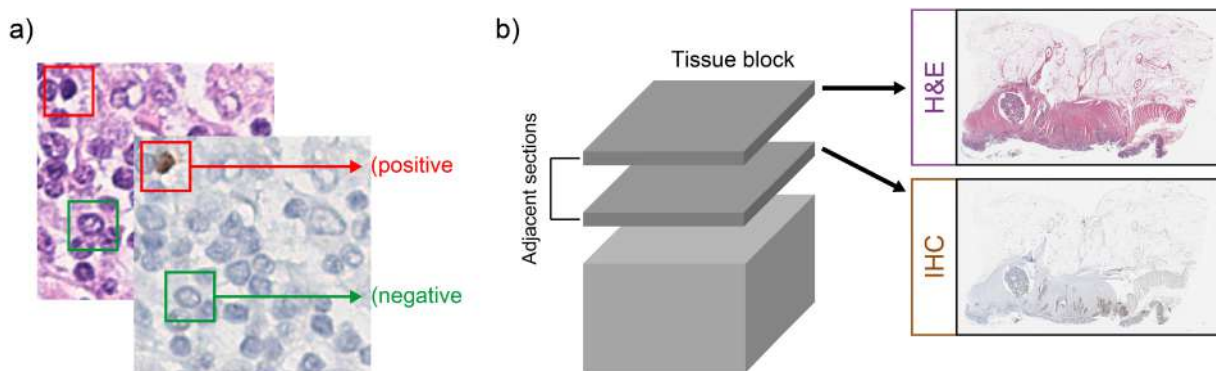 a)
(positive
(negative
b)
Tissue block
Adjacent sections
H&E
IHC